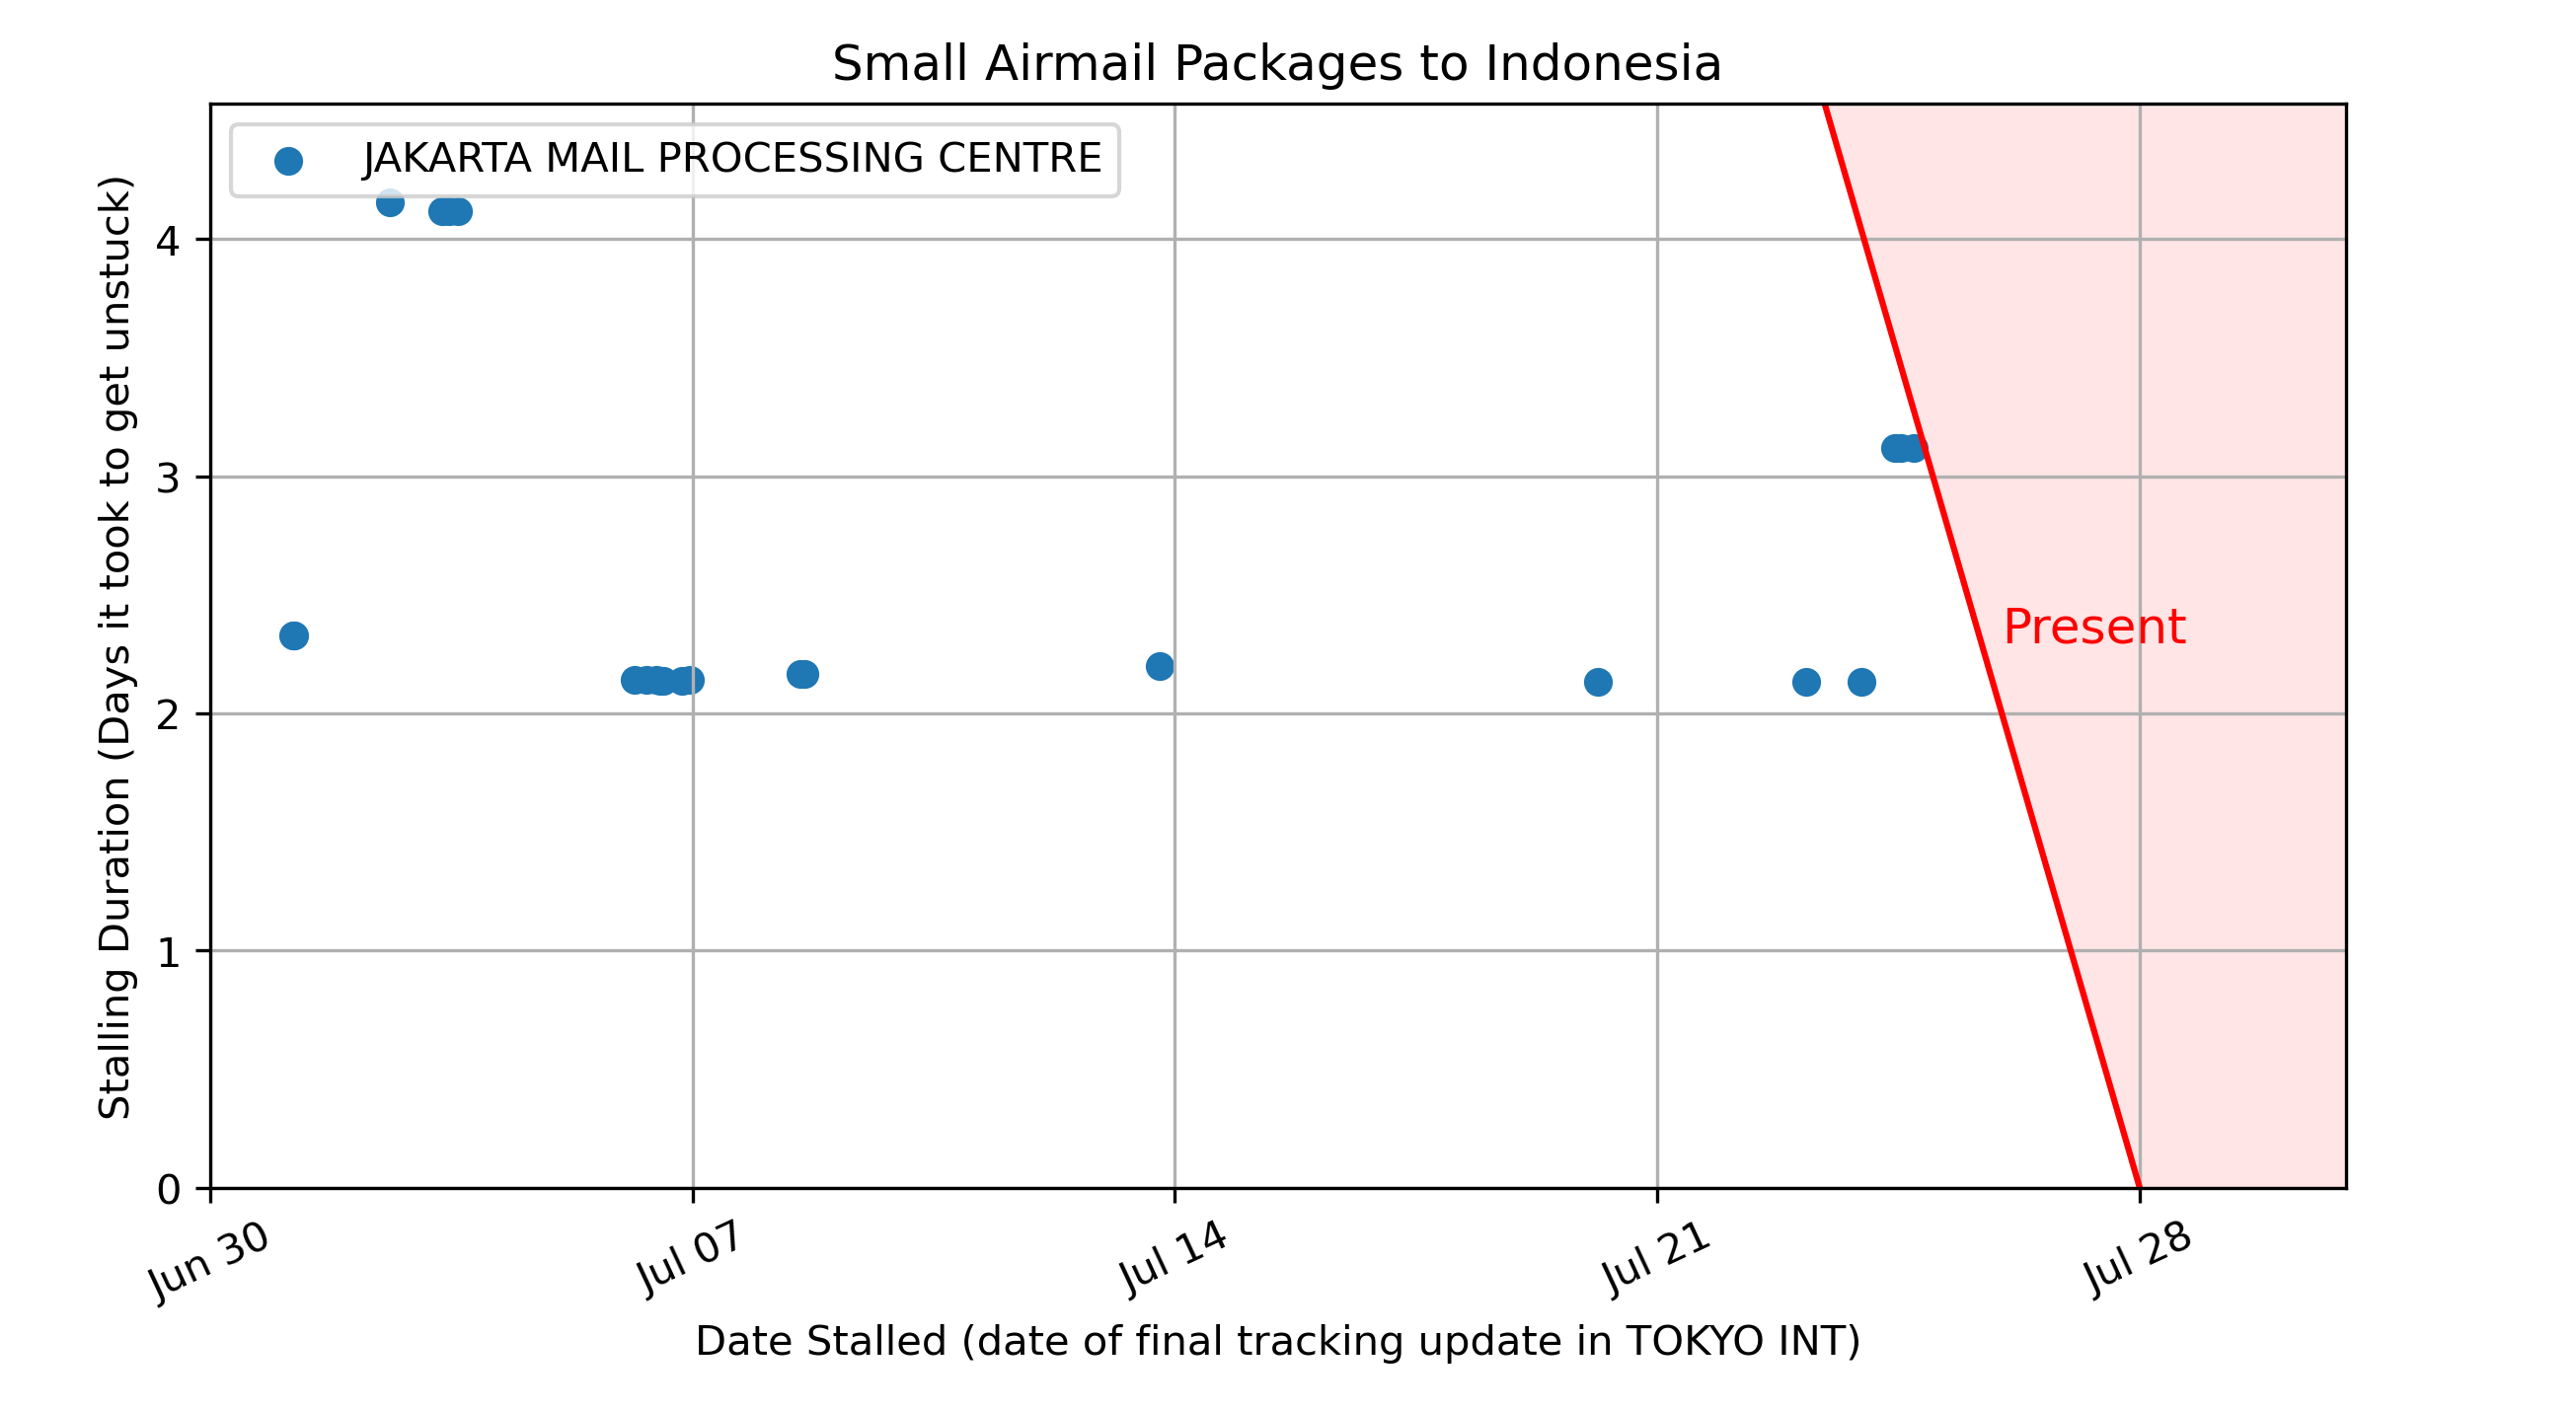 Small Airmail Packages to Indonesia
JAKARTA MAIL PROCESSING CENTRE
Stalling Duration (Days it took to get unstuck)
4
3
2
1
0
Present
Jun 30
Jul 07
Jul 14
Jul 21
Jul 28
Date Stalled (date of final tracking update in TOKYO INT)